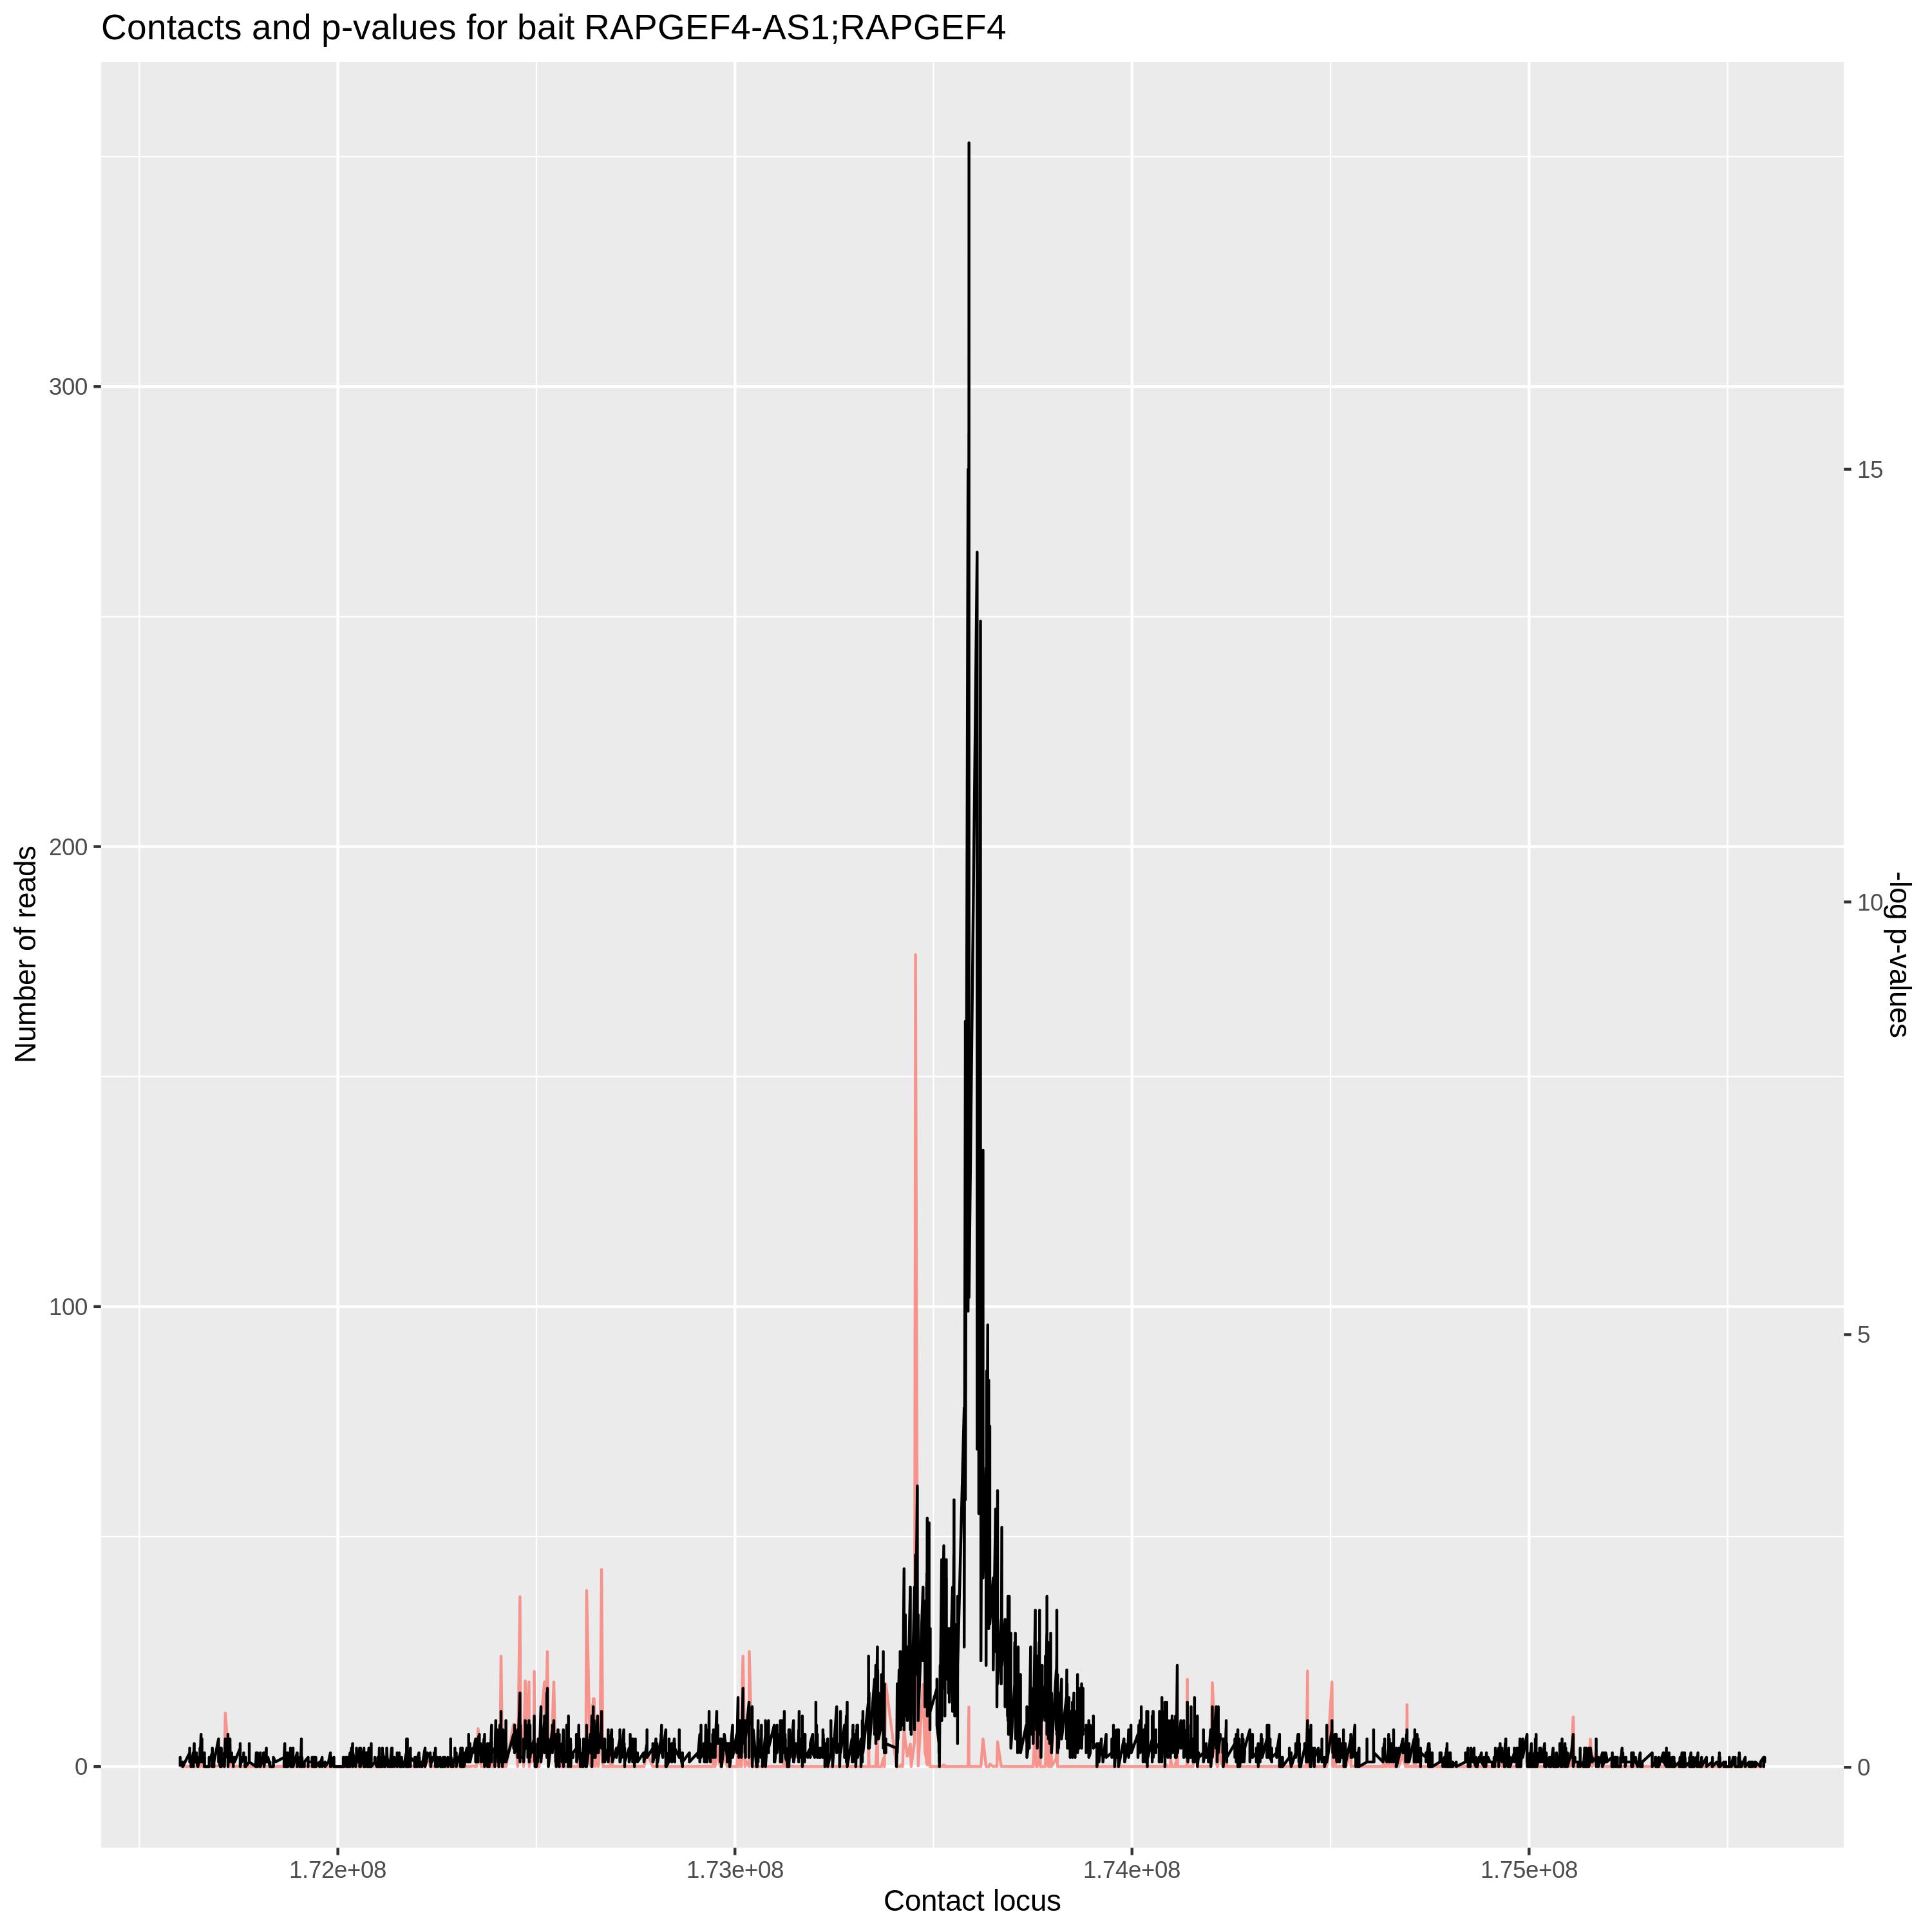 Contacts and p-values for bait RAPGEF4-AS1;RAPGEF4
300
200
100
0
Number of reads
15
10
5
0
-log p-values
1.72e+08
1.73e+08
1.74e+08
1.75e+08
Contact locus